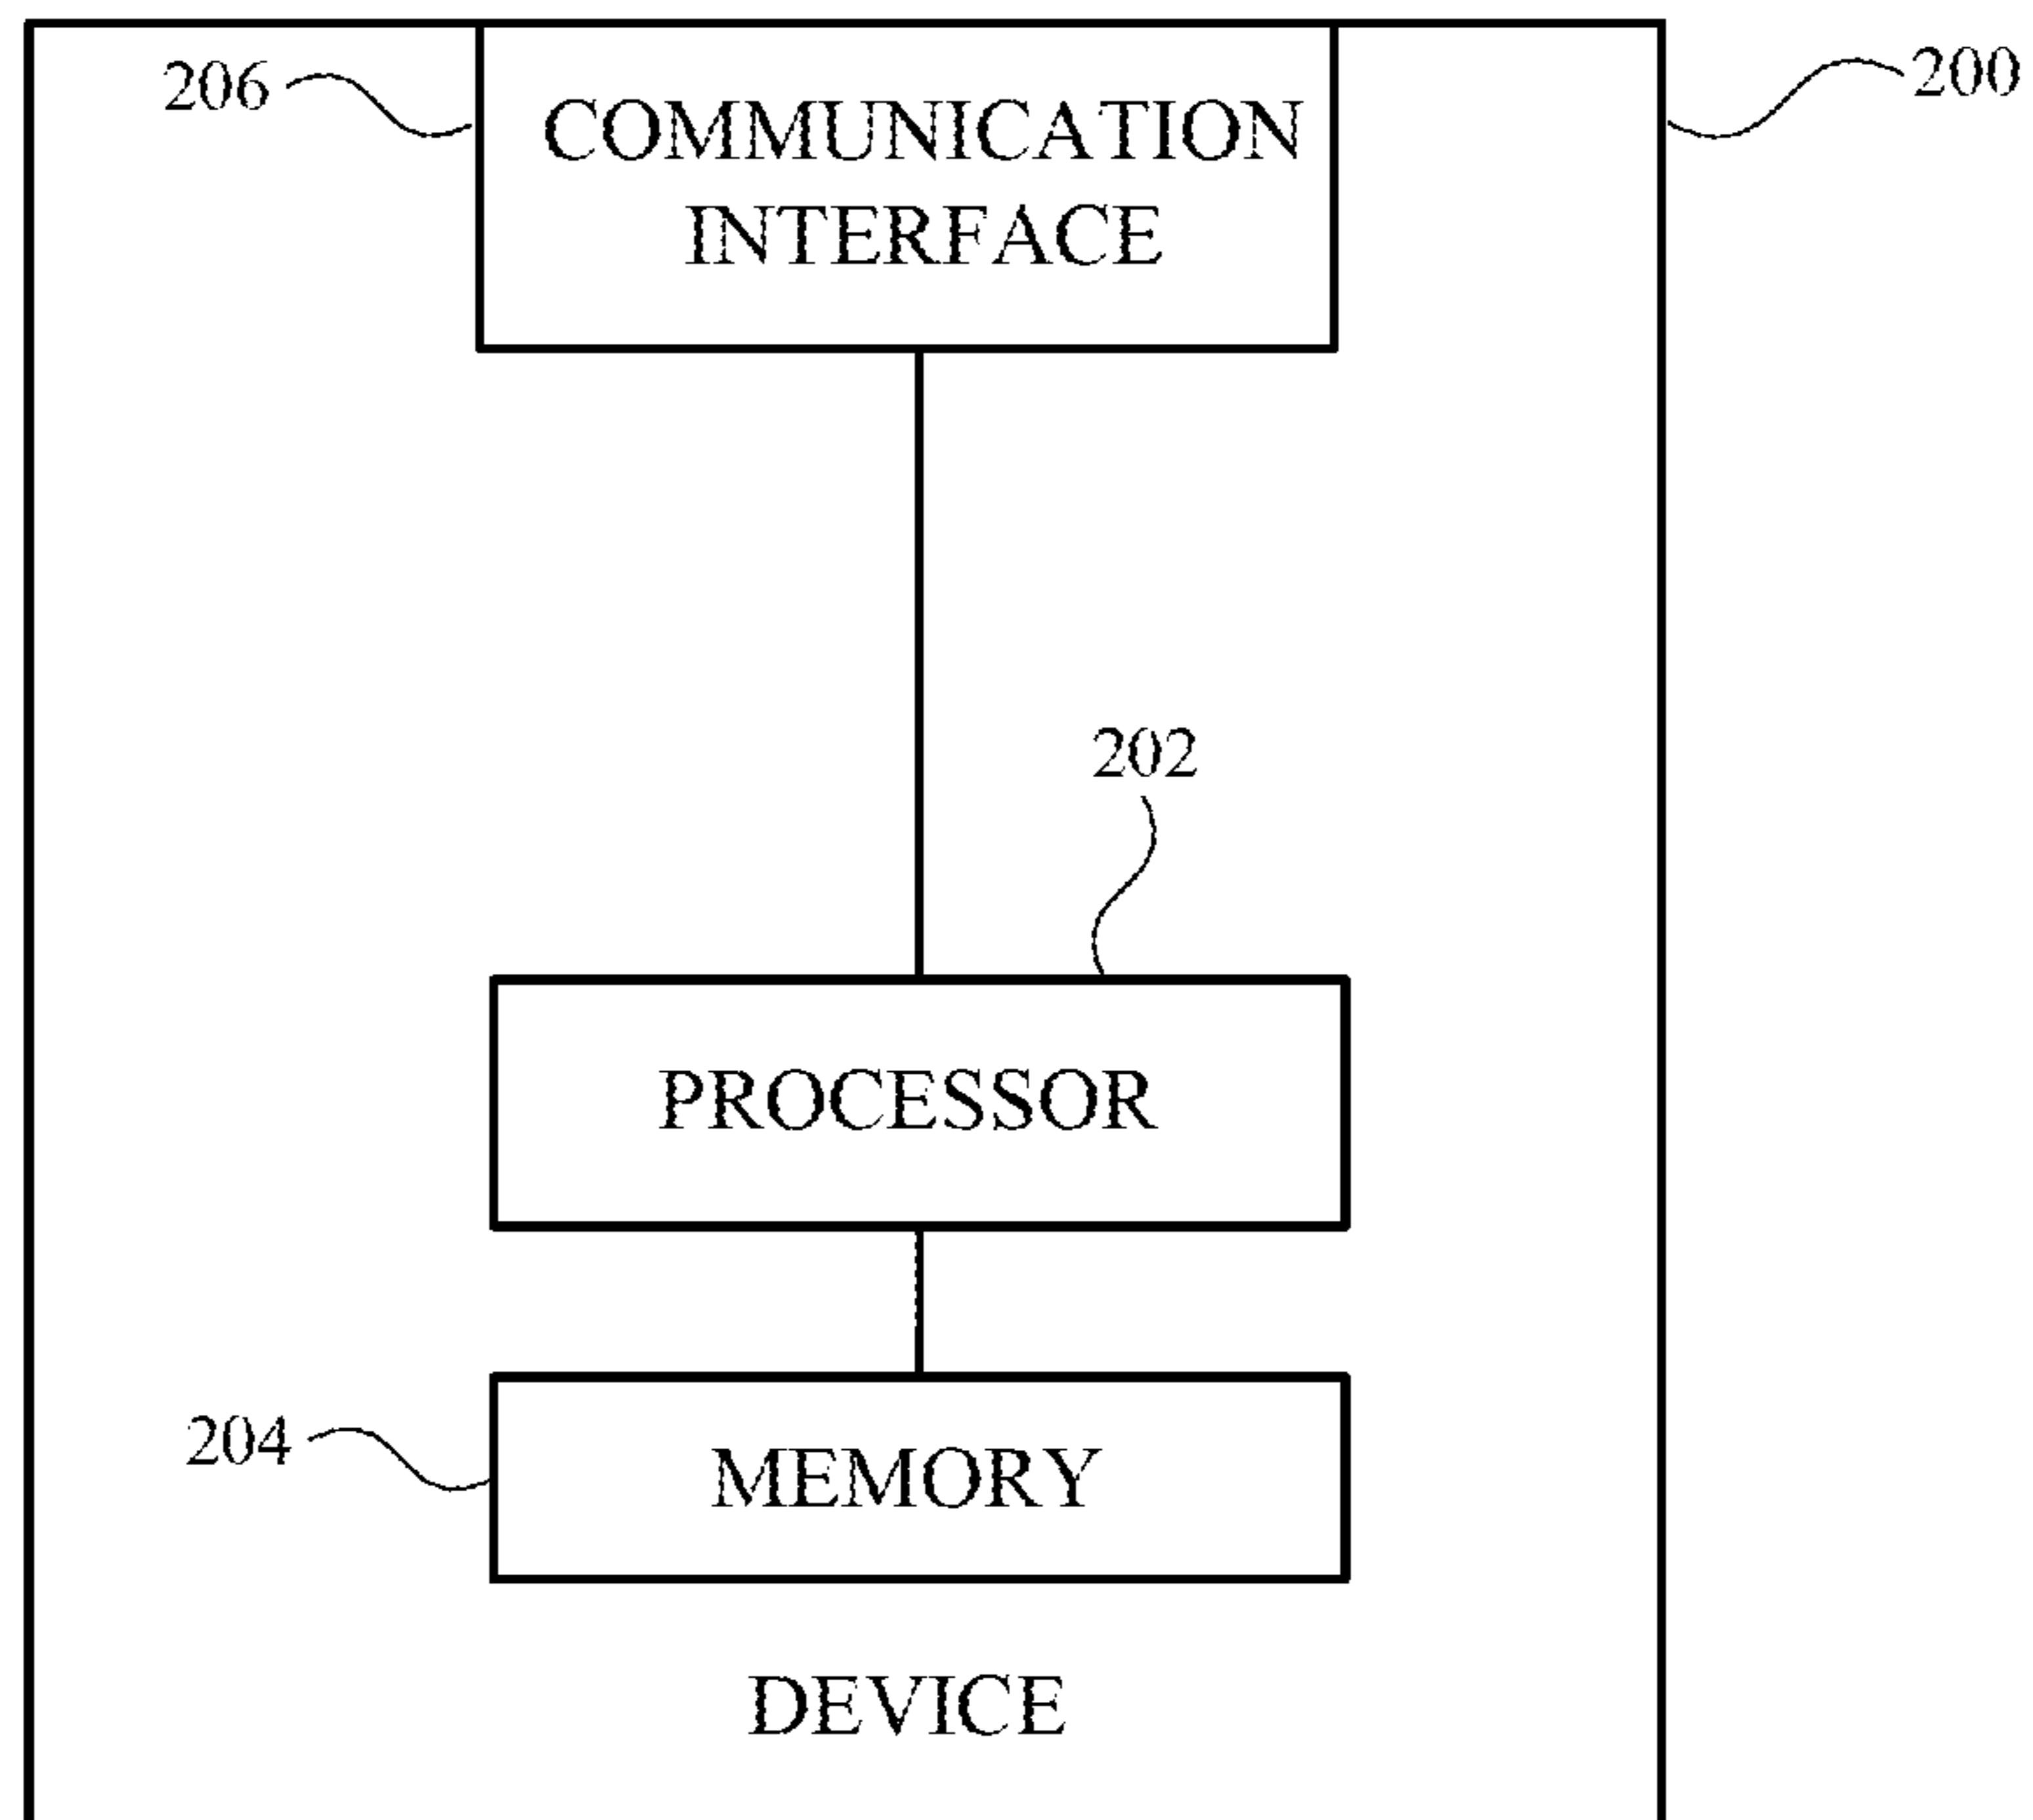 206
200
COMMUNICATION
INTERFACE
202
PROCESSOR
204
MEMORY
DEVICE